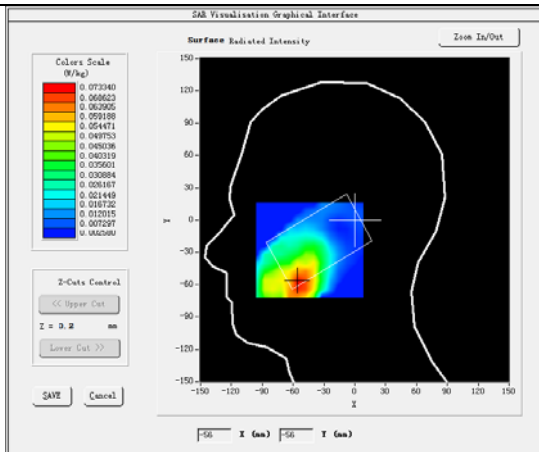 SAR Visualisation Graphical Interface
Surface Radiated Intensity
Zoom In/Out
Colors Scale
(W/kg)
0.073340
0.068623
0.063905
0.059188
0.054471
0.049753
0.045036
0.040319
0.035601
0.030884
0.026167
0.021449
0.016732
0.012015
0.007297
0.002580
150
120
90
60
30
0
-30
-60
-90
-120
-150
Y
-150 -120 -90 -60 -30 0 30 60 90 120 150
X
Z-Cuts Control
<< Upper Cut
Z = 3.2 mm
Lower Cut >>
SAVE Cancel
-56 X (mm) -56 Y (mm)